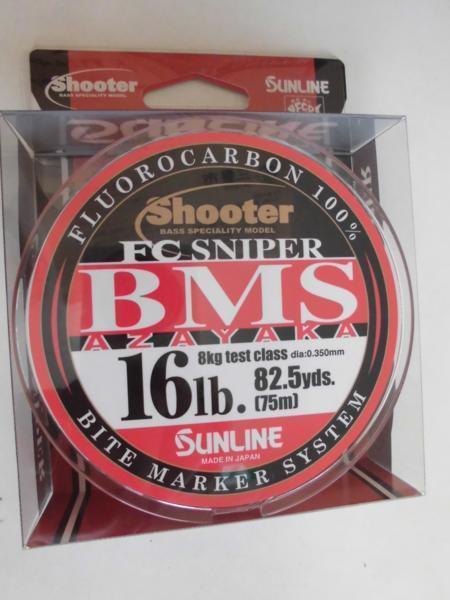 Shooter
BASS SPECIALITY MODEL
SUNLINE
FLUOROCARBON 100%
Shooter
BASS SPECIALITY MODEL
FC SNIPER
BMS
AZAYAKA
8kg test class dia:0.350mm
16lb. 82.5yds.
(75m)
SUNLINE
MADE IN JAPAN
BITE MARKER SYSTEM